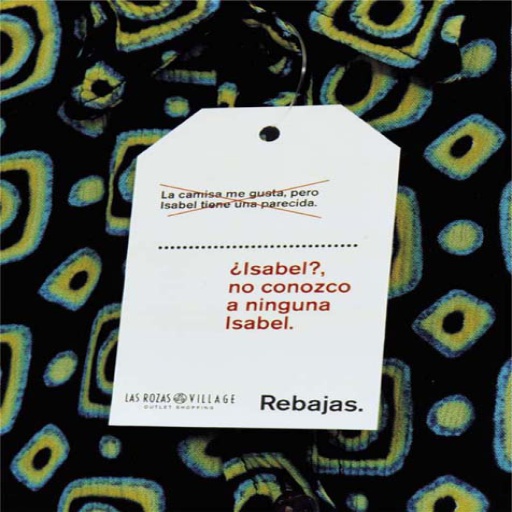 La camisa me gusta, pero
Isabel tiene una parecida.
¿Isabel?,
no conozco
a ninguna
Isabel.
LAS ROZAS VILLAGE
OUTLET SHOPPING
Rebajas.